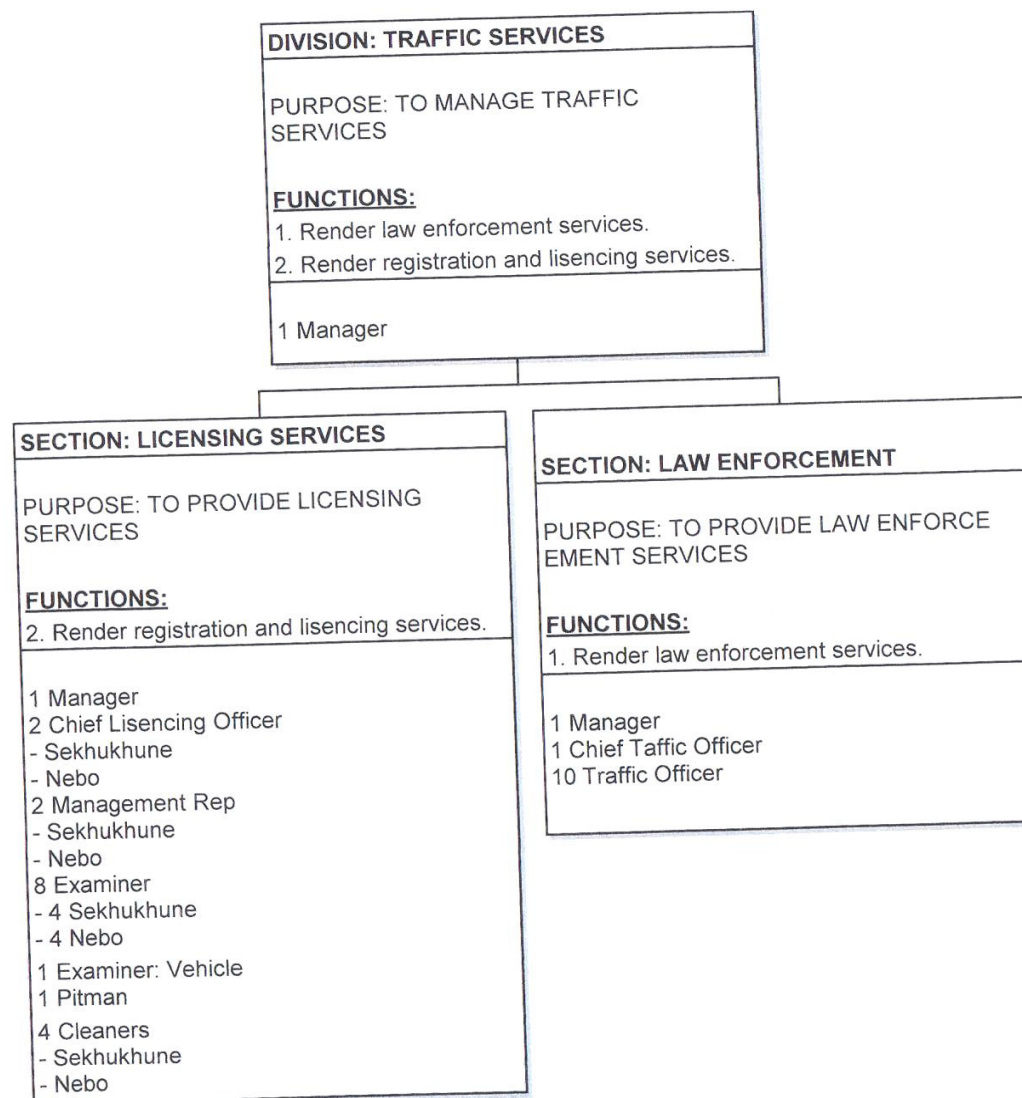 DIVISION: TRAFFIC SERVICES
PURPOSE: TO MANAGE TRAFFIC
SERVICES
FUNCTIONS:
1. Render law enforcement services.
2. Render registration and lisencing services.
1 Manager
SECTION: LICENSING SERVICES
PURPOSE: TO PROVIDE LICENSING
SERVICES
FUNCTIONS:
2. Render registration and lisencing services.
1 Manager
2 Chief Lisencing Officer
- Sekhukhune
- Nebo
2 Management Rep
- Sekhukhune
- Nebo
8 Examiner
- 4 Sekhukhune
- 4 Nebo
1 Examiner: Vehicle
1 Pitman
4 Cleaners
- Sekhukhune
- Nebo
SECTION: LAW ENFORCEMENT
PURPOSE: TO PROVIDE LAW ENFORCE
EMENT SERVICES
FUNCTIONS:
1. Render law enforcement services.
1 Manager
1 Chief Taffic Officer
10 Traffic Officer